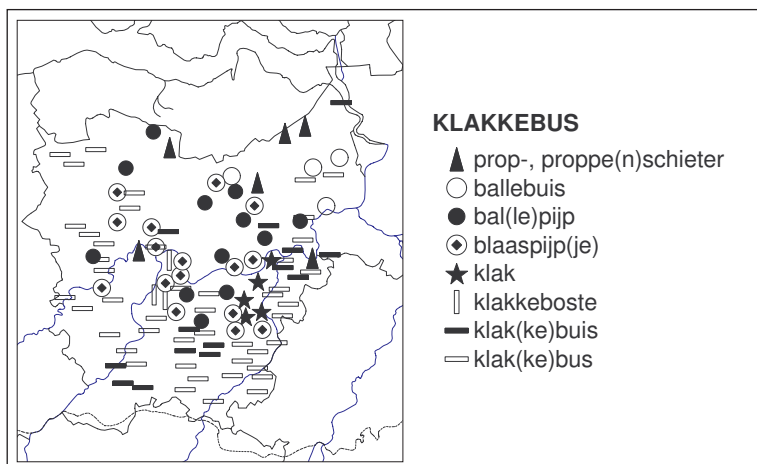 KLAKKEBUS
prop-, proppe(n)schieter
ballebuis
bal(le)pijp
blaaspijp(je)
klak
klakkeboste
klak(ke)buis
klak(ke)bus